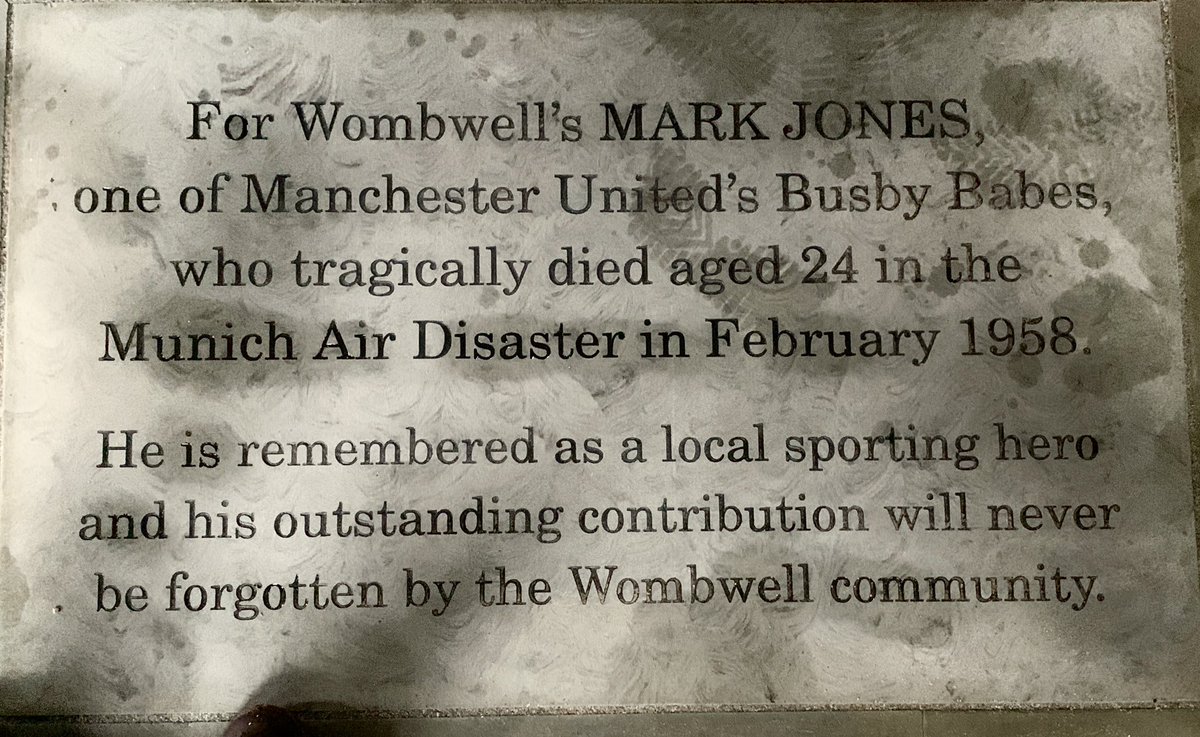 For Wombwell's MARK JONES,
one of Manchester United's Busby Babes,
who tragically died aged 24 in the
Munich Air Disaster in February 1958.
He is remembered as a local sporting hero
and his outstanding contribution will never
be forgotten by the Wombwell community.